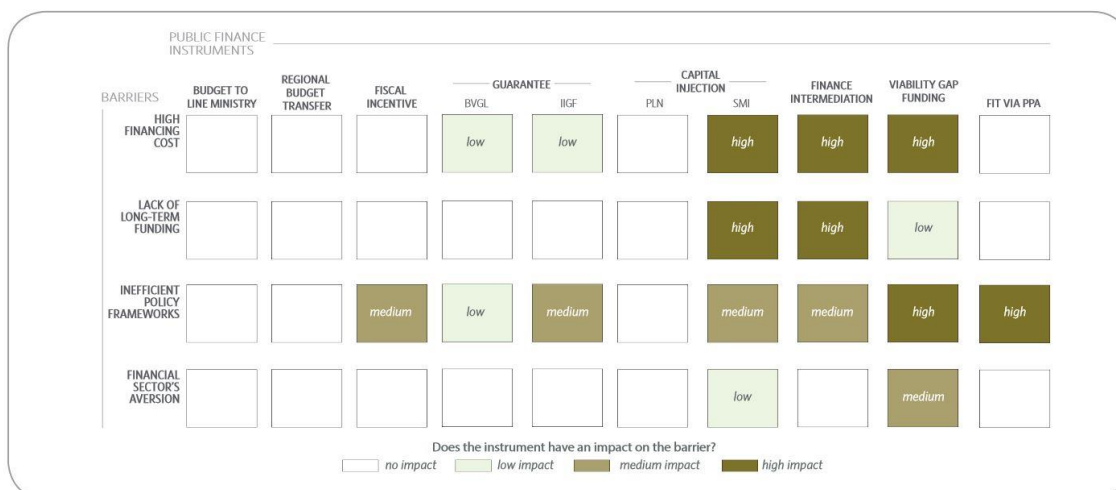 PUBLIC FINANCE
INSTRUMENTS
BARRIERS
BUDGET TO
LINE MINISTRY
REGIONAL
BUDGET
TRANSFER
FISCAL
INCENTIVE
GUARANTEE
BVGL
IIGF
CAPITAL
INJECTION
PLN
SMI
FINANCE
INTERMEDIATION
VIABILITY GAP
FUNDING
FIT VIA PPA
HIGH
FINANCING
COST
low
low
high
high
high
LACK OF
LONG-TERM
FUNDING
high
high
low
INEFFICIENT
POLICY
FRAMEWORKS
medium
low
medium
medium
medium
high
high
FINANCIAL
SECTOR'S
AVERSION
low
medium
Does the instrument have an impact on the barrier?
no impact
low impact
medium impact
high impact